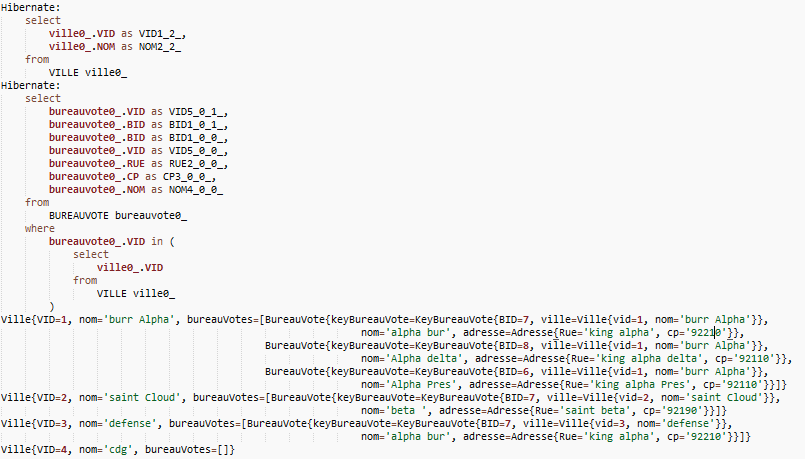 Hibernate:
    select
        ville0_.VID as VID1_2_,
        ville0_.NOM as NOM2_2_
    from
        VILLE ville0_
Hibernate:
    select
        bureauvote0_.VID as VID5_0_1_,
        bureauvote0_.BID as BID1_0_1_,
        bureauvote0_.BID as BID1_0_0_,
        bureauvote0_.VID as VID5_0_0_,
        bureauvote0_.RUE as RUE2_0_0_,
        bureauvote0_.CP as CP3_0_0_,
        bureauvote0_.NOM as NOM4_0_0_
    from
        BUREAUVOTE bureauvote0_
    where
        bureauvote0_.VID in (
            select
                ville0_.VID
            from
                VILLE ville0_
        )
Ville{VID=1, nom='burr Alpha', bureauVotes=[BureauVote{keyBureauVote=KeyBureauVote{BID=7, ville=Ville{vid=1, nom='burr Alpha'}},
nom='alpha bur', adresse=Adresse{Rue='king alpha', cp='92210'}},
BureauVote{keyBureauVote=KeyBureauVote{BID=8, ville=Ville{vid=1, nom='burr Alpha'}},
nom='Alpha delta', adresse=Adresse{Rue='king alpha delta', cp='92110'}},
BureauVote{keyBureauVote=KeyBureauVote{BID=6, ville=Ville{vid=1, nom='burr Alpha'}},
nom='Alpha Pres', adresse=Adresse{Rue='king alpha Pres', cp='92110'}}]}
Ville{VID=2, nom='saint Cloud', bureauVotes=[BureauVote{keyBureauVote=KeyBureauVote{BID=7, ville=Ville{vid=2, nom='saint Cloud'}},
nom='beta ', adresse=Adresse{Rue='saint beta', cp='92190'}}]}
Ville{VID=3, nom='defense', bureauVotes=[BureauVote{keyBureauVote=KeyBureauVote{BID=7, ville=Ville{vid=3, nom='defense'}},
nom='alpha bur', adresse=Adresse{Rue='king alpha', cp='92210'}}]}
Ville{VID=4, nom='cdg', bureauVotes=[]}